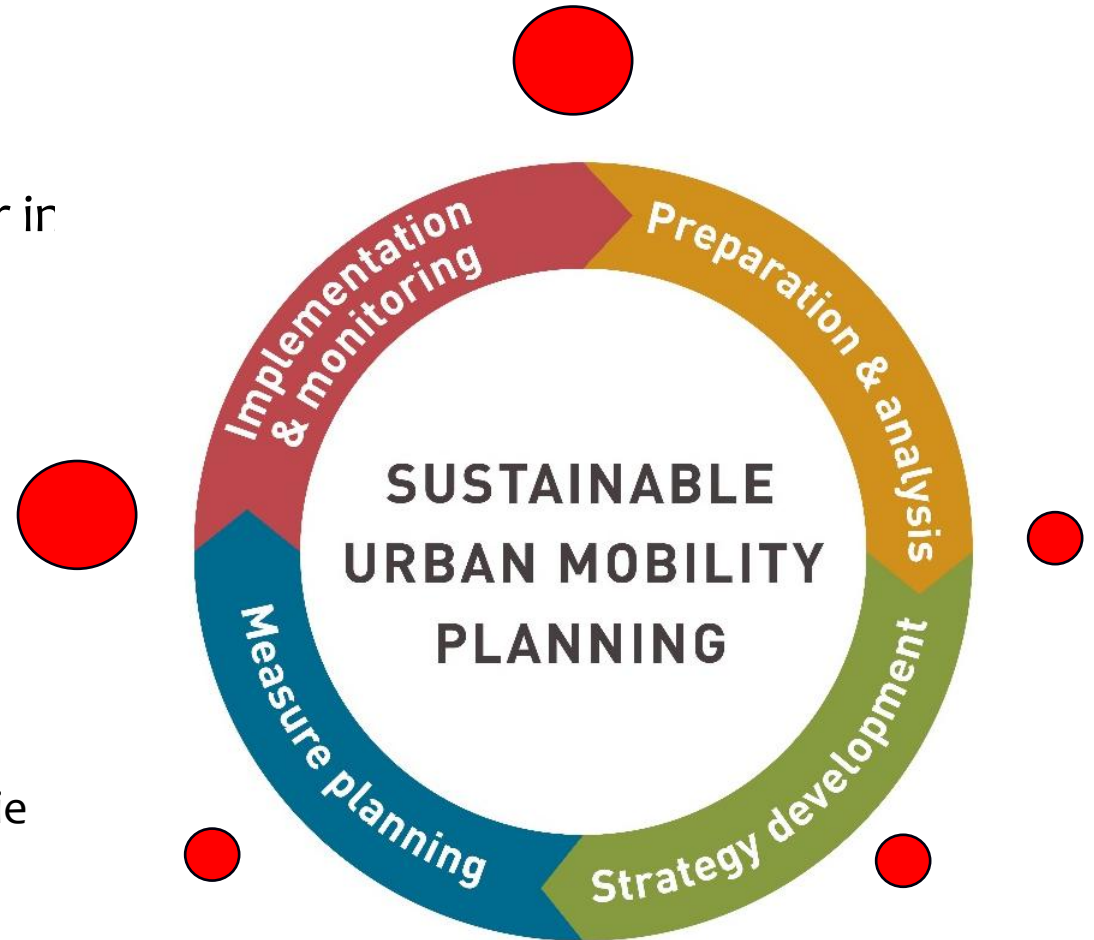 Implementation
& monitoring
Preparation & analysis
SUSTAINABLE
URBAN MOBILITY
PLANNING
Measure planning
Strategy development